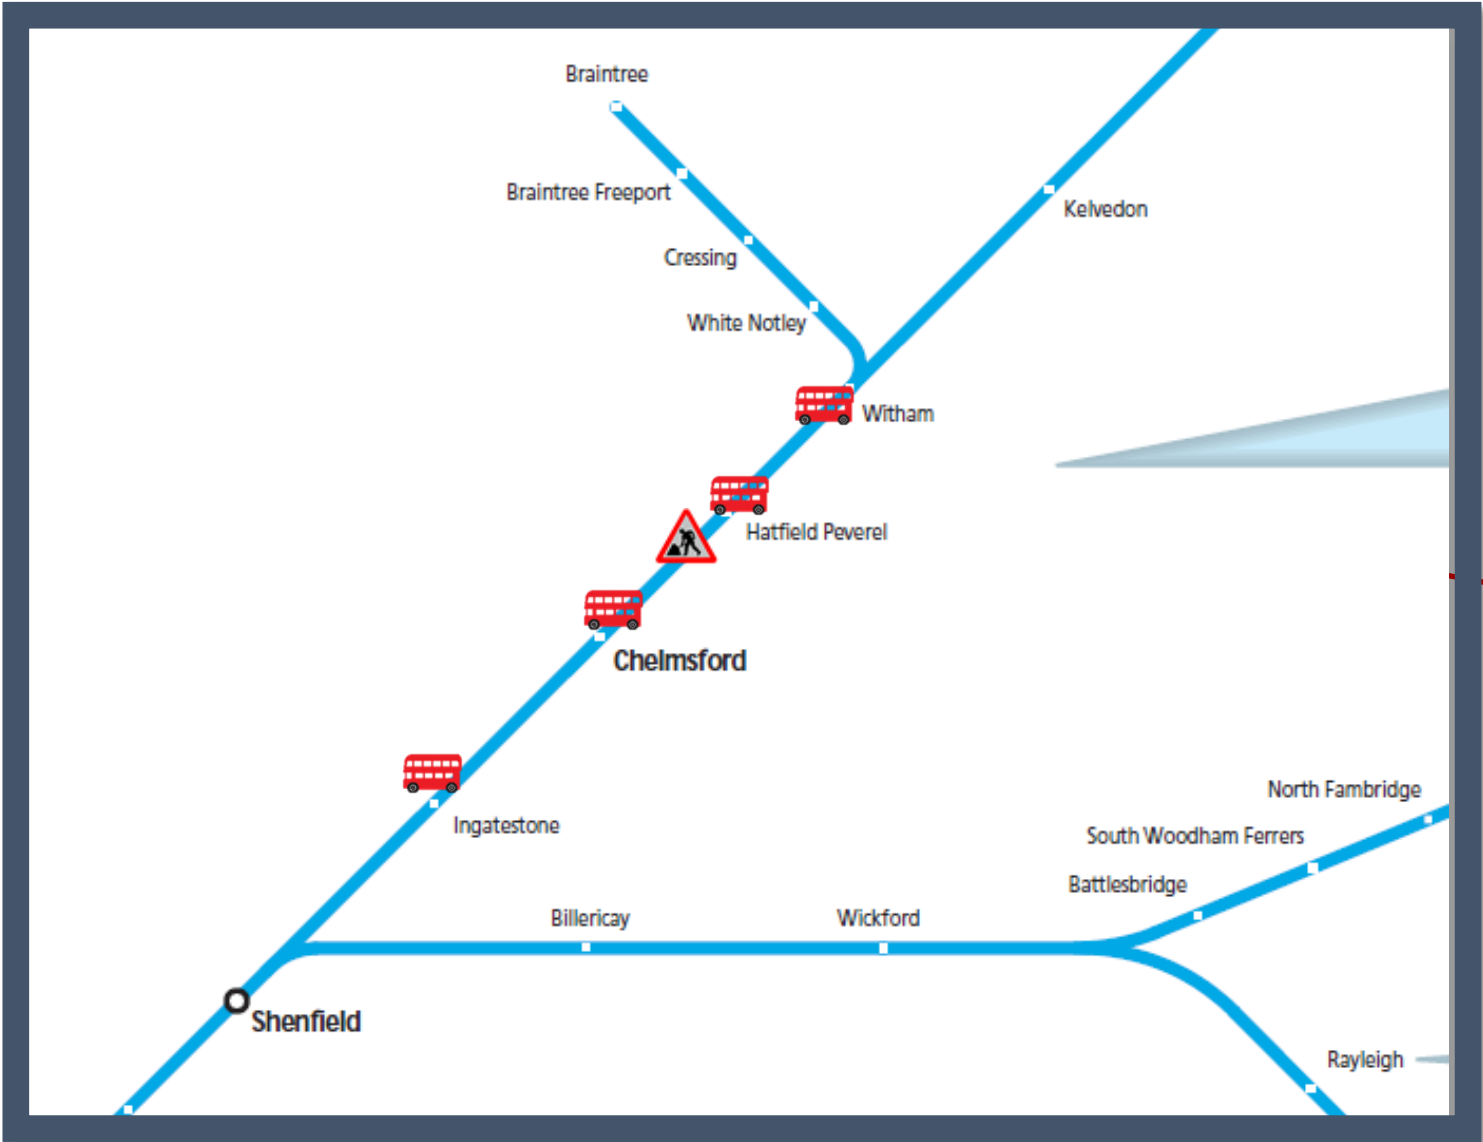 Braintree
Braintree Freeport
Kelvedon
Cressing
White Notley
Witham
Hatfield Peverel
Chelmsford
North Fambridge
Ingatestone
South Woodham Ferrers
Battlesbridge
Billericay
Wickford
Shenfield
Rayleigh